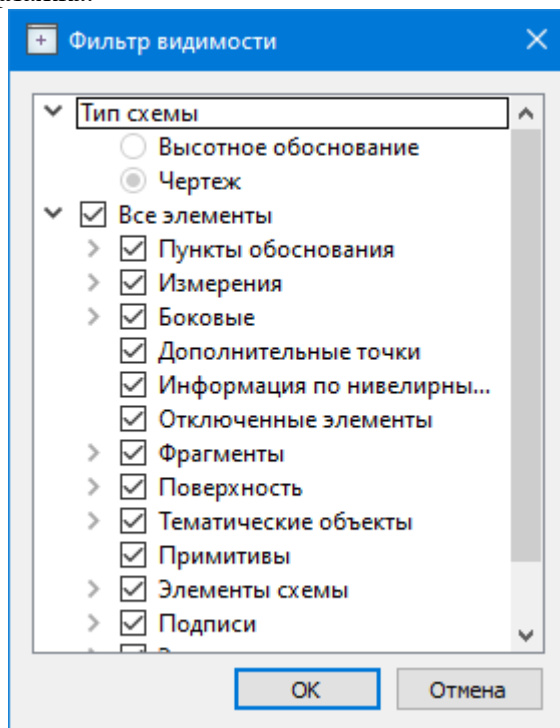 Фильтр видимости
Тип схемы
Высотное обоснование
Чертеж
Все элементы
Пункты обоснования
Измерения
Боковые
Дополнительные точки
Информация по нивелирны...
Отключенные элементы
Фрагменты
Поверхность
Тематические объекты
Примитивы
Элементы схемы
Подписи
OK Отмена